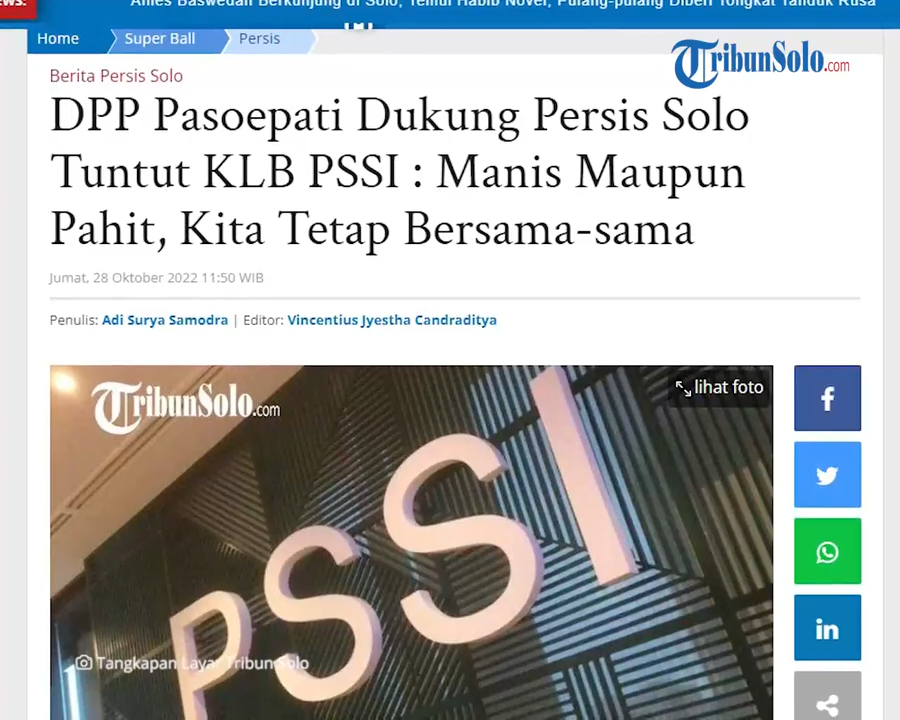 Anies Baswedan Berkunjung di Solo, Temui Habib Novel, Pulang-pulang Diberi Tongkat Tanduk Rusa
Home Super Ball Persis
TribunSolo.com
Berita Persis Solo
DPP Pasoepati Dukung Persis Solo
Tuntut KLB PSSI : Manis Maupun
Pahit, Kita Tetap Bersama-sama
Jumat, 28 Oktober 2022 11:50 WIB
Penulis: Adi Surya Samodra | Editor: Vincentius Jyestha Candraditya
TribunSolo.com
lihat foto
PSSI
Tangkapan Layar TribunSolo